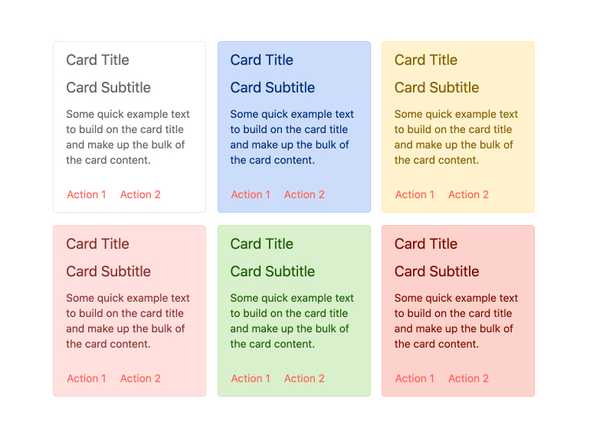 Card Title
Card Subtitle
Some quick example text
to build on the card title
and make up the bulk of
the card content.
Action 1 Action 2
Card Title
Card Subtitle
Some quick example text
to build on the card title
and make up the bulk of
the card content.
Action 1 Action 2
Card Title
Card Subtitle
Some quick example text
to build on the card title
and make up the bulk of
the card content.
Action 1 Action 2
Card Title
Card Subtitle
Some quick example text
to build on the card title
and make up the bulk of
the card content.
Action 1 Action 2
Card Title
Card Subtitle
Some quick example text
to build on the card title
and make up the bulk of
the card content.
Action 1 Action 2
Card Title
Card Subtitle
Some quick example text
to build on the card title
and make up the bulk of
the card content.
Action 1 Action 2